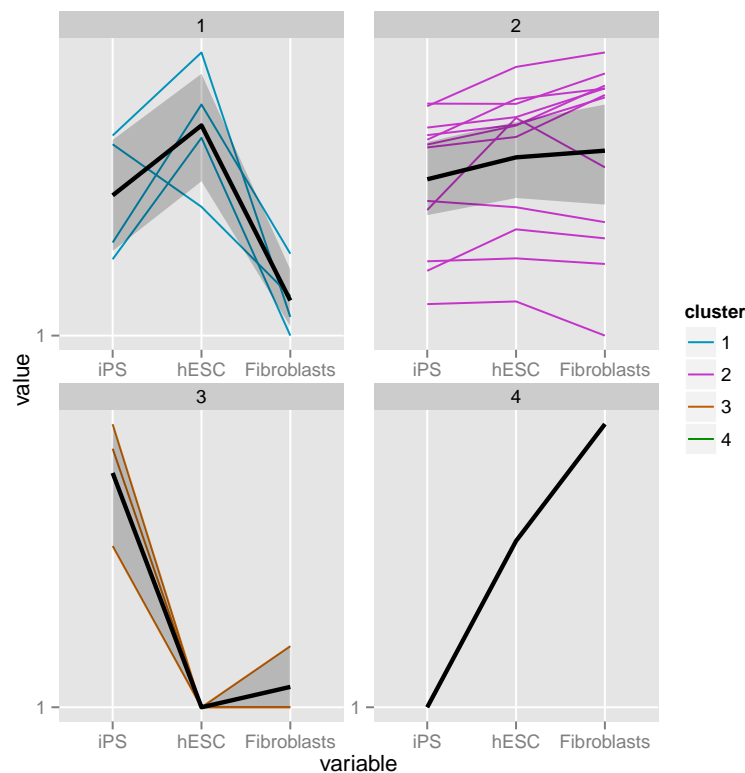 1 2
value
1
iPS hESC Fibroblasts iPS hESC Fibroblasts
cluster
1
2
3
4
3 4
1 1
iPS hESC Fibroblasts iPS hESC Fibroblasts
variable